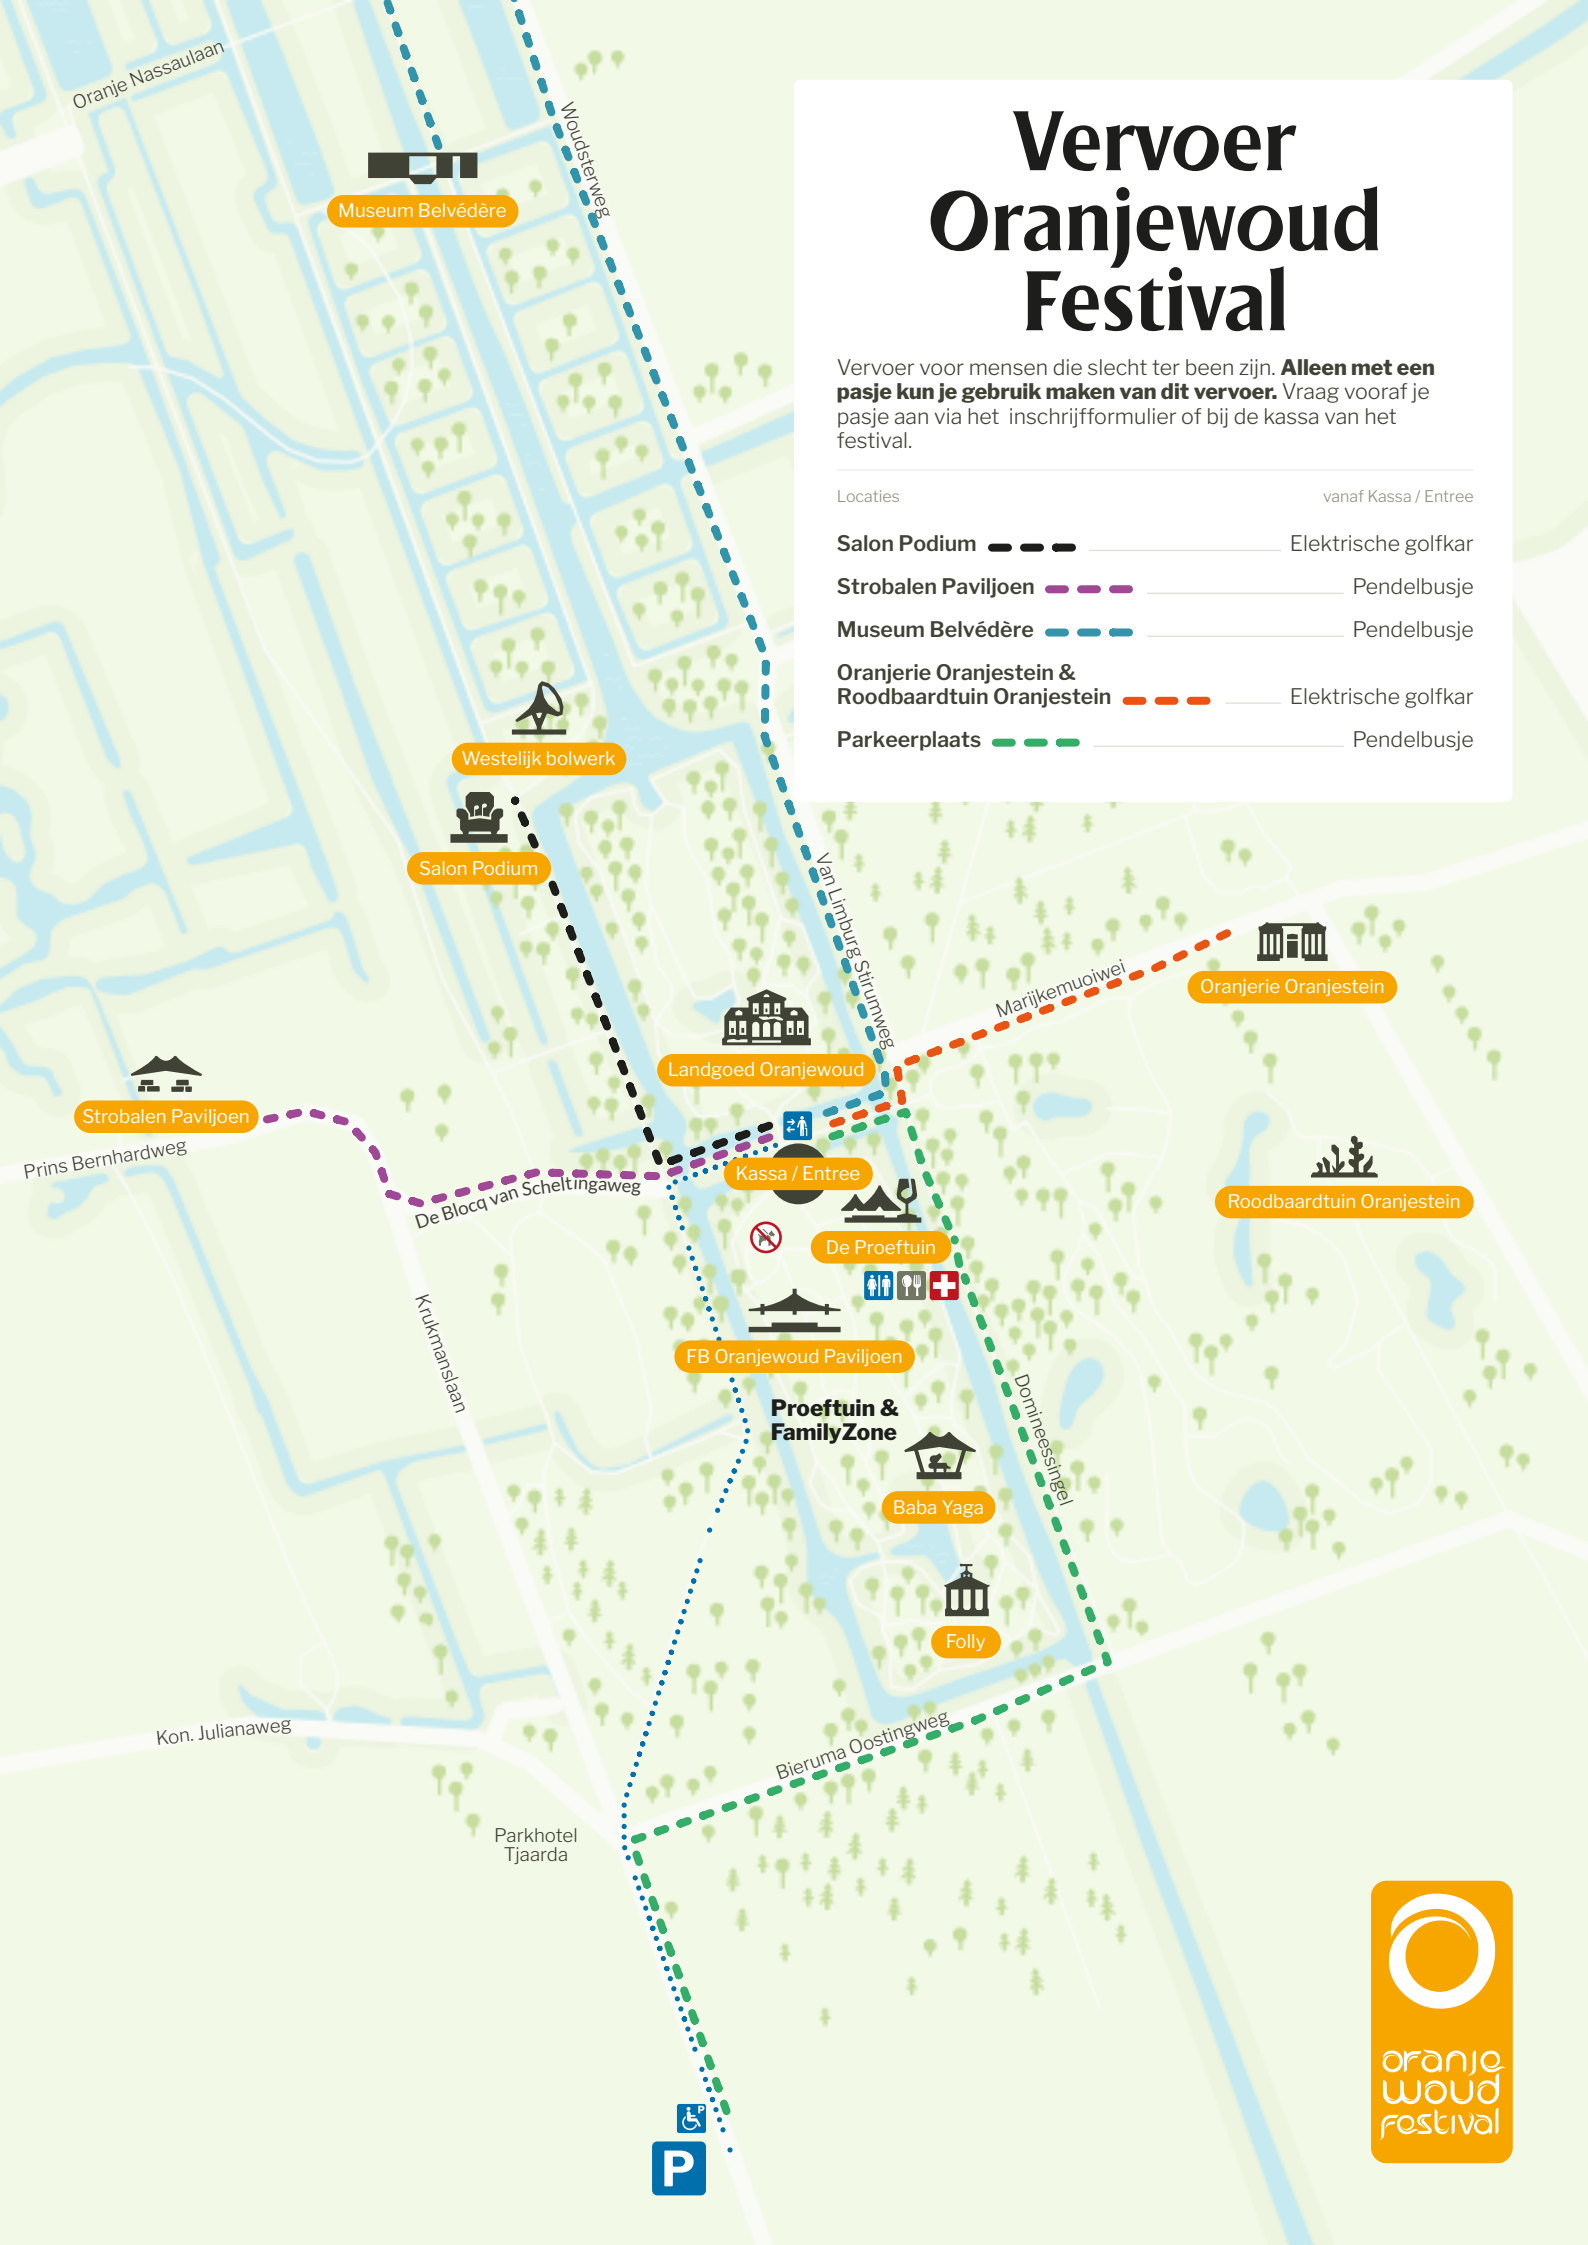 Oranje Nassaulaan
Woudsterweg
Museum Belvédère
Vervoer
Oranjewoud
Festival
Vervoer voor mensen die slecht ter been zijn. Alleen met een
pasje kun je gebruik maken van dit vervoer. Vraag vooraf je
pasje aan via het inschrijfformulier of bij de kassa van het
festival.
Locaties vanaf Kassa / Entree
Salon Podium Elektrische golfkar
Strobalen Paviljoen Pendelbusje
Museum Belvédère Pendelbusje
Oranjerie Oranjestein &
Roodbaardtuin Oranjestein Elektrische golfkar
Parkeerplaats Pendelbusje
Westelijk bolwerk
Salon Podium
Van Limburg Stirumweg
Marijkemuoiwei
Oranjerie Oranjestein
Landgoed Oranjewoud
Strobalen Paviljoen
Prins Bernhardweg
De Blocq van Scheltingaweg
Kassa / Entree
Roodbaardtuin Oranjestein
De Proeftuin
Krukmanslaan
FB Oranjewoud Paviljoen
Domineessingel
Proeftuin &
FamilyZone
Baba Yaga
Folly
Kon. Julianaweg
Bieruma Oostingweg
Parkhotel
Tjaarda
P
P
oranje
woud
festival